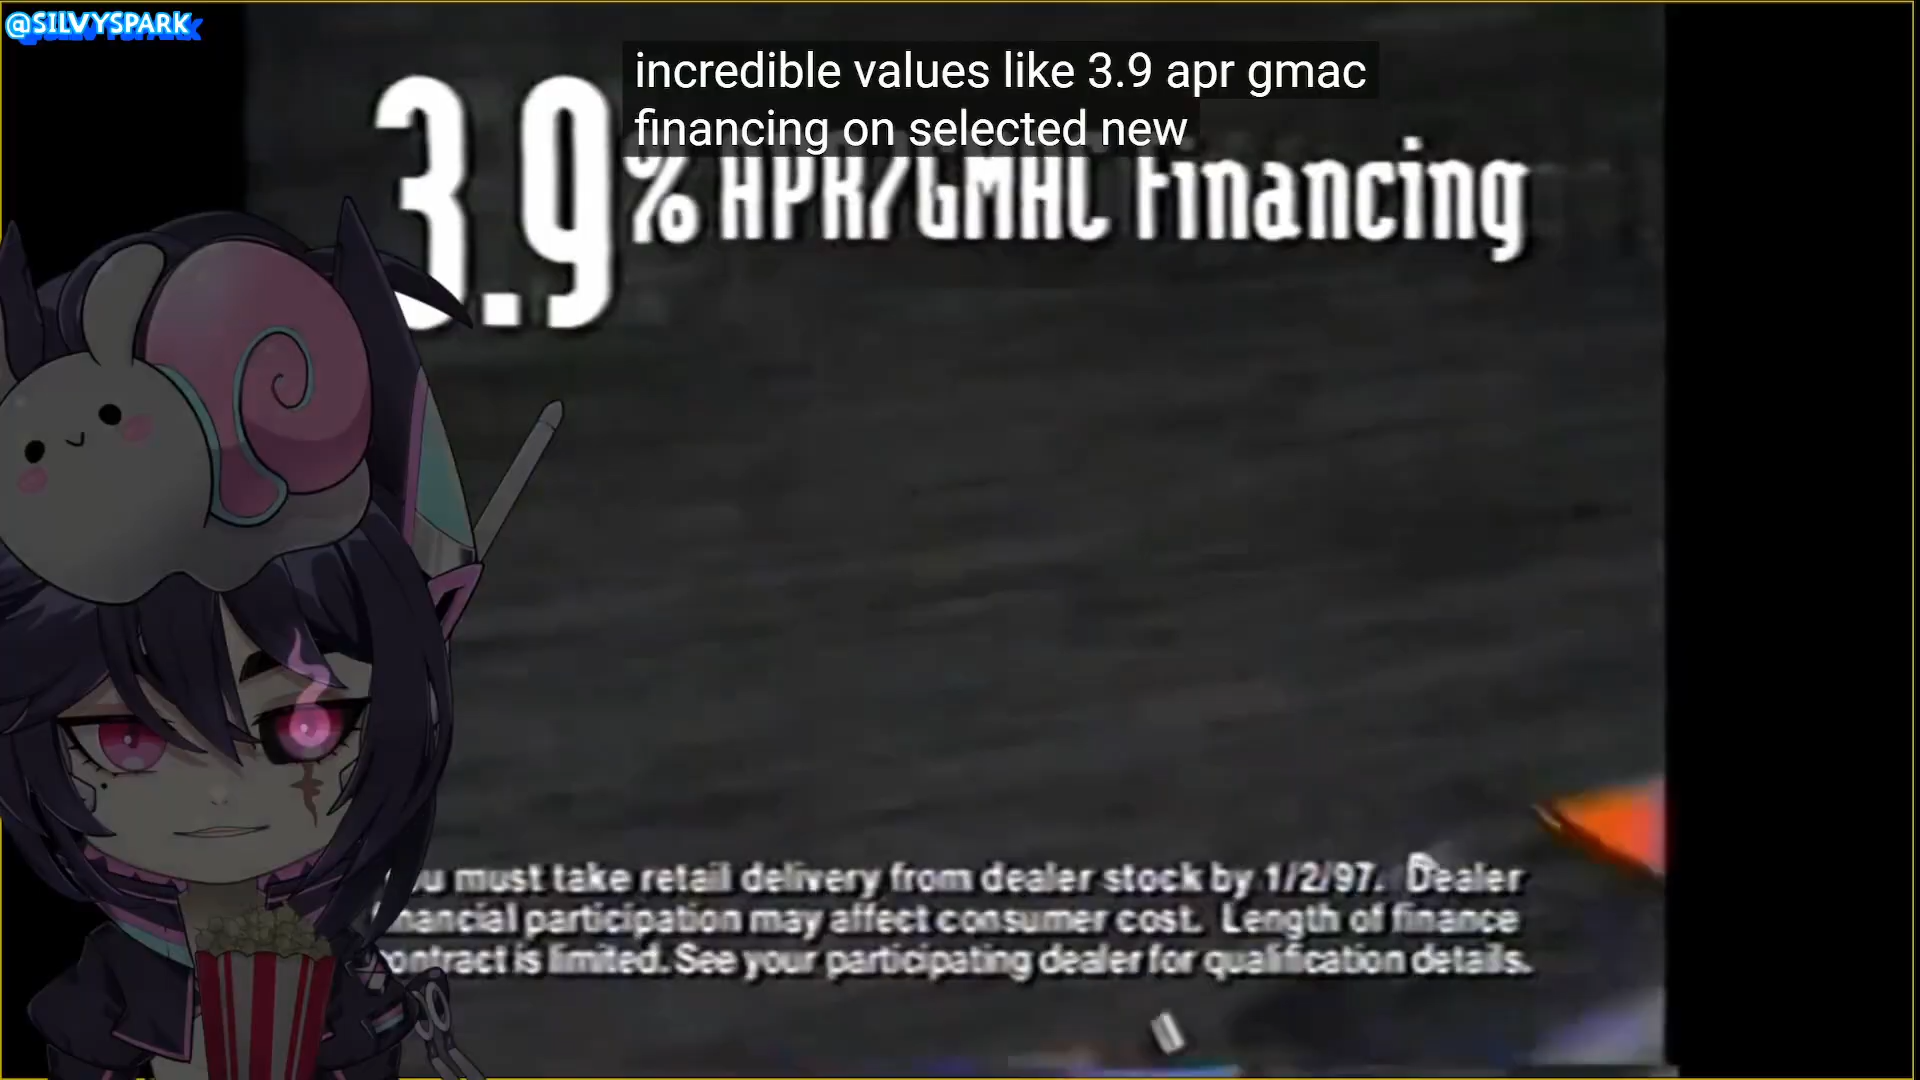 @SILVYSPARK
incredible values like 3.9 apr gmac
financing on selected new
3.9% APR/GMAC Financing
must take retail delivery from dealer stock by 1/2/97. Dealer
participation may affect consumer cost. Length of finance
is limited. See your participating dealer for qualification details.